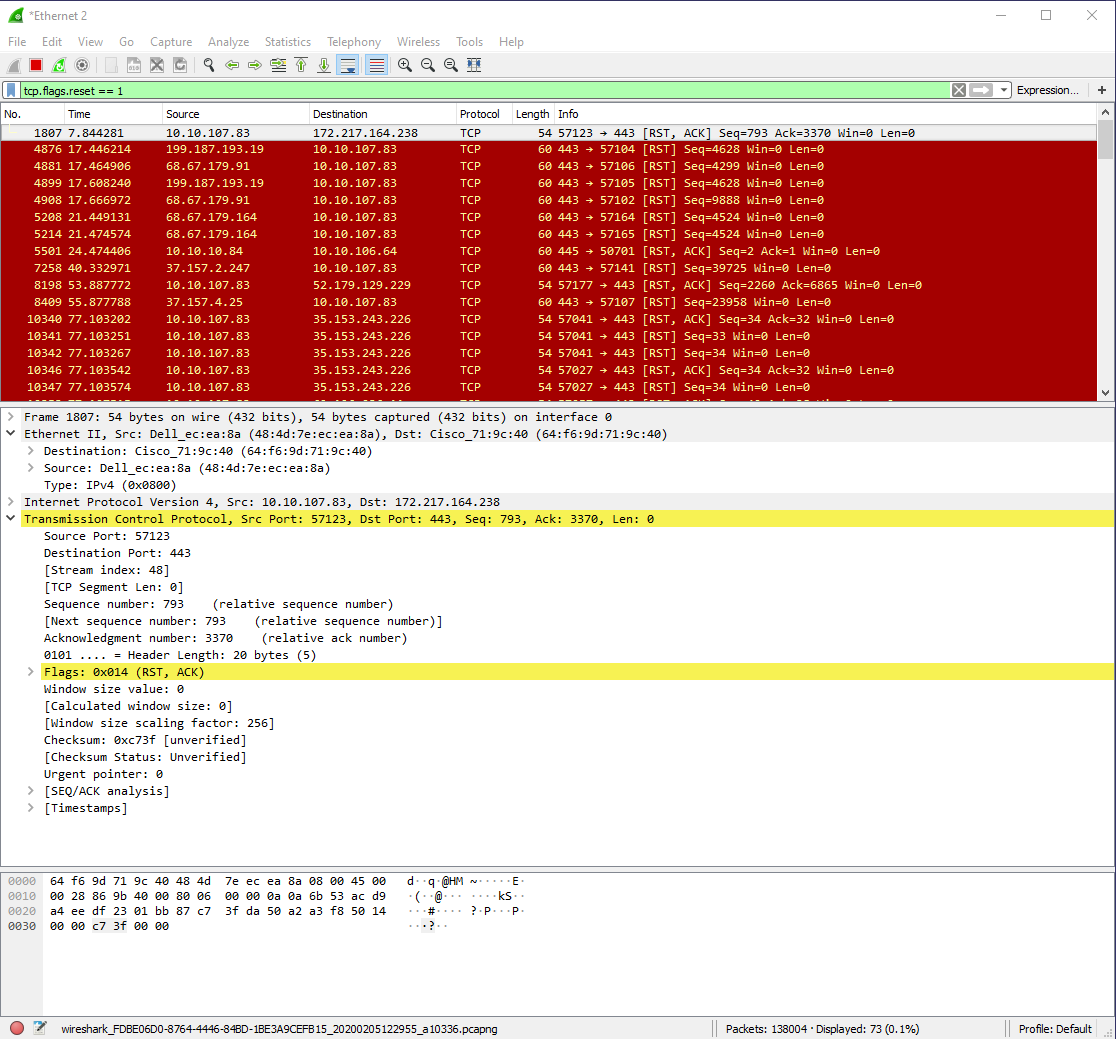 *Ethernet 2
File Edit View Go Capture Analyze Statistics Telephony Wireless Tools Help
tcp.flags.reset == 1 Expression... +
No. Time Source Destination Protocol Length Info
1807 7.844281 10.10.107.83 172.217.164.238 TCP 54 57123 → 443 [RST, ACK] Seq=793 Ack=3370 Win=0 Len=0
4876 17.446214 199.187.193.19 10.10.107.83 TCP 60 443 → 57104 [RST] Seq=4628 Win=0 Len=0
4881 17.464906 68.67.179.91 10.10.107.83 TCP 60 443 → 57106 [RST] Seq=4299 Win=0 Len=0
4899 17.608240 199.187.193.19 10.10.107.83 TCP 60 443 → 57105 [RST] Seq=4628 Win=0 Len=0
4908 17.666972 68.67.179.91 10.10.107.83 TCP 60 443 → 57102 [RST] Seq=9888 Win=0 Len=0
5208 21.449131 68.67.179.164 10.10.107.83 TCP 60 443 → 57164 [RST] Seq=4524 Win=0 Len=0
5214 21.474574 68.67.179.164 10.10.107.83 TCP 60 443 → 57165 [RST] Seq=4524 Win=0 Len=0
5501 24.474406 10.10.10.84 10.10.106.64 TCP 60 445 → 50701 [RST, ACK] Seq=2 Ack=1 Win=0 Len=0
7258 40.332971 37.157.2.247 10.10.107.83 TCP 60 443 → 57141 [RST] Seq=39725 Win=0 Len=0
8198 53.887772 10.10.107.83 52.179.129.229 TCP 54 57177 → 443 [RST, ACK] Seq=2260 Ack=6865 Win=0 Len=0
8409 55.877788 37.157.4.25 10.10.107.83 TCP 60 443 → 57107 [RST] Seq=23958 Win=0 Len=0
10340 77.103202 10.10.107.83 35.153.243.226 TCP 54 57041 → 443 [RST, ACK] Seq=34 Ack=32 Win=0 Len=0
10341 77.103251 10.10.107.83 35.153.243.226 TCP 54 57041 → 443 [RST] Seq=33 Win=0 Len=0
10342 77.103267 10.10.107.83 35.153.243.226 TCP 54 57041 → 443 [RST] Seq=34 Win=0 Len=0
10346 77.103542 10.10.107.83 35.153.243.226 TCP 54 57027 → 443 [RST, ACK] Seq=34 Ack=32 Win=0 Len=0
10347 77.103574 10.10.107.83 35.153.243.226 TCP 54 57027 → 443 [RST] Seq=34 Win=0 Len=0
Frame 1807: 54 bytes on wire (432 bits), 54 bytes captured (432 bits) on interface 0
Ethernet II, Src: Dell_ec:ea:8a (48:4d:7e:ec:ea:8a), Dst: Cisco_71:9c:40 (64:f6:9d:71:9c:40)
Destination: Cisco_71:9c:40 (64:f6:9d:71:9c:40)
Source: Dell_ec:ea:8a (48:4d:7e:ec:ea:8a)
Type: IPv4 (0x0800)
Internet Protocol Version 4, Src: 10.10.107.83, Dst: 172.217.164.238
Transmission Control Protocol, Src Port: 57123, Dst Port: 443, Seq: 793, Ack: 3370, Len: 0
Source Port: 57123
Destination Port: 443
[Stream index: 48]
[TCP Segment Len: 0]
Sequence number: 793 (relative sequence number)
[Next sequence number: 793 (relative sequence number)]
Acknowledgment number: 3370 (relative ack number)
0101 .... = Header Length: 20 bytes (5)
Flags: 0x014 (RST, ACK)
Window size value: 0
[Calculated window size: 0]
[Window size scaling factor: 256]
Checksum: 0xc73f [unverified]
[Checksum Status: Unverified]
Urgent pointer: 0
[SEQ/ACK analysis]
[Timestamps]
0000 64 f6 9d 71 9c 40 48 4d 7e ec ea 8a 08 00 45 00 d··q·@HM ~·····E·
0010 00 28 86 9b 40 00 80 06 00 00 0a 0a 6b 53 ac d9 ·(··@··· ····kS··
0020 a4 ee df 23 01 bb 87 c7 3f da 50 a2 a3 f8 50 14 ···#···· ?·P···P·
0030 00 00 c7 3f 00 00 ···?··
wireshark_FDBE06D0-8764-4446-84BD-1BE3A9CEFB15_20200205122955_a10336.pcapng Packets: 138004 · Displayed: 73 (0.1%) Profile: Default